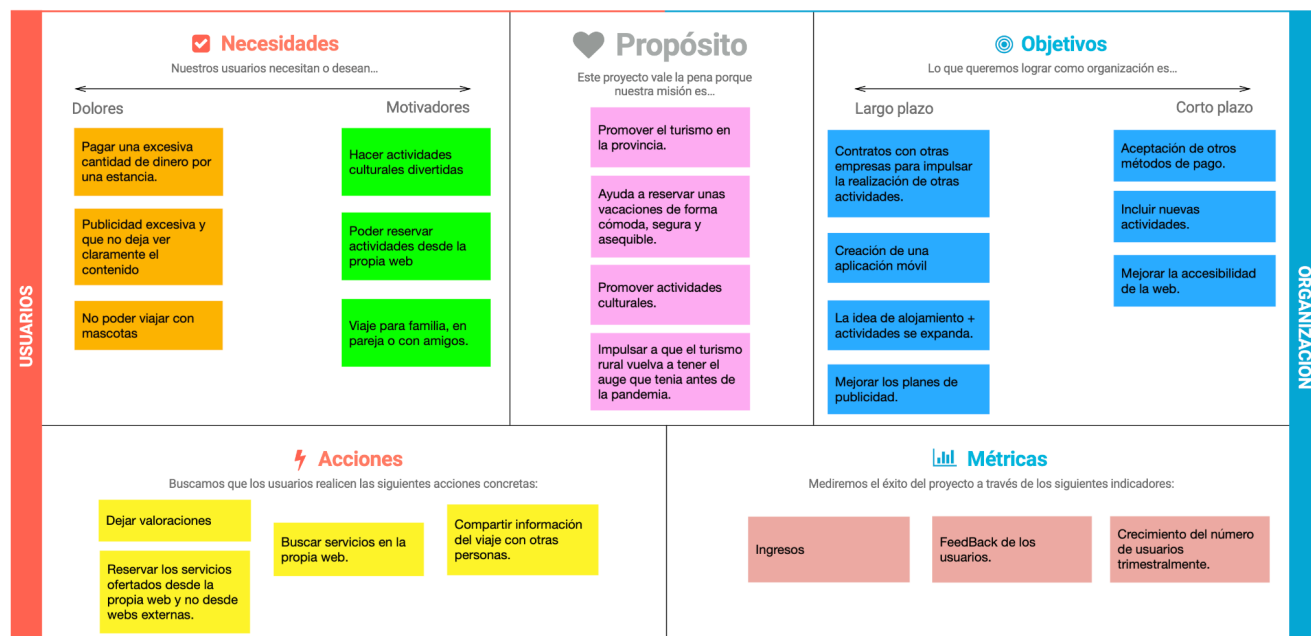 Necesidades
Nuestros usuarios necesitan o desean...
Dolores
Motivadores
Pagar una excesiva
cantidad de dinero por
una estancia.
Publicidad excesiva y
que no deja ver
claramente el
contenido
No poder viajar con
mascotas
Hacer actividades
culturales divertidas
Poder reservar
actividades desde la
propia web
Viaje para familia, en
pareja o con amigos.
USUARIOS
Propósito
Este proyecto vale la pena porque
nuestra misión es...
Promover el turismo en
la provincia.
Ayuda a reservar unas
vacaciones de forma
cómoda, segura y
asequible.
Promover actividades
culturales.
Impulsar a que el turismo
rural vuelva a tener el
auge que tenia antes de
la pandemia.
Objetivos
Lo que queremos lograr como organización es...
Largo plazo
Corto plazo
Contratos con otras
empresas para impulsar
la realización de otras
actividades.
Creación de una
aplicación móvil
La idea de alojamiento +
actividades se expanda.
Mejorar los planes de
publicidad.
Aceptación de otros
métodos de pago.
Incluir nuevas
actividades.
Mejorar la accesibilidad
de la web.
ORGANIZACIÓN
Acciones
Buscamos que los usuarios realicen las siguientes acciones concretas:
Dejar valoraciones
Reservar los servicios
ofertados desde la
propia web y no desde
webs externas.
Buscar servicios en la
propia web.
Compartir información
del viaje con otras
personas.
Métricas
Mediremos el éxito del proyecto a través de los siguientes indicadores:
Ingresos
FeedBack de los
usuarios.
Crecimiento del número
de usuarios
trimestralmente.